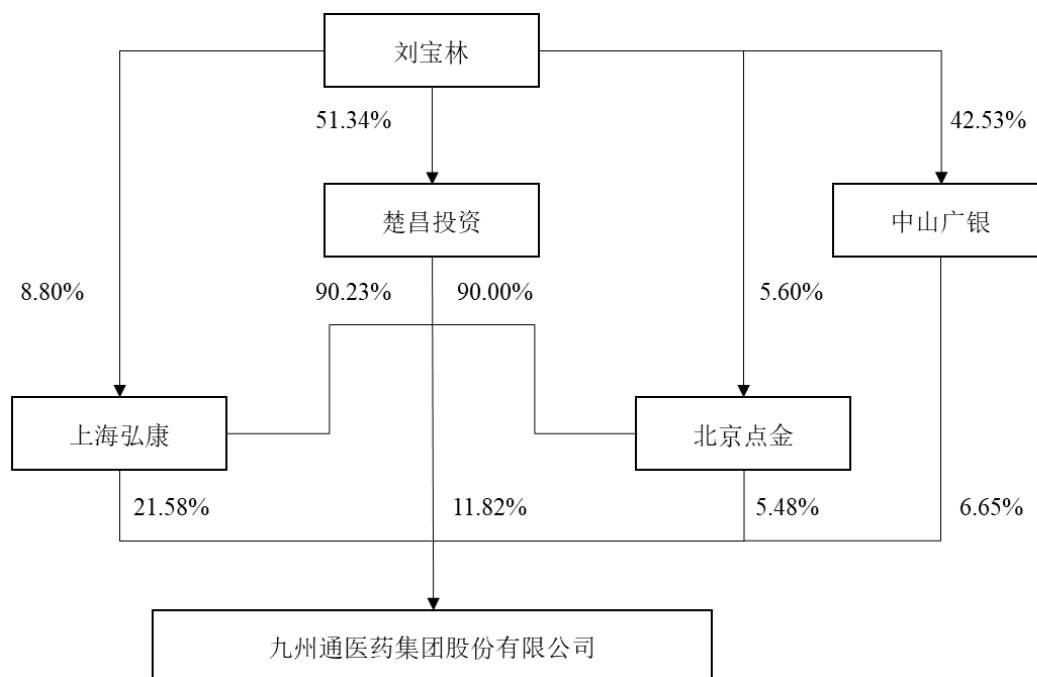 刘宝林
51.34%
42.53%
楚昌投资
中山广银
8.80%
90.23%
90.00%
5.60%
上海弘康
北京点金
21.58%
11.82%
5.48%
6.65%
九州通医药集团股份有限公司